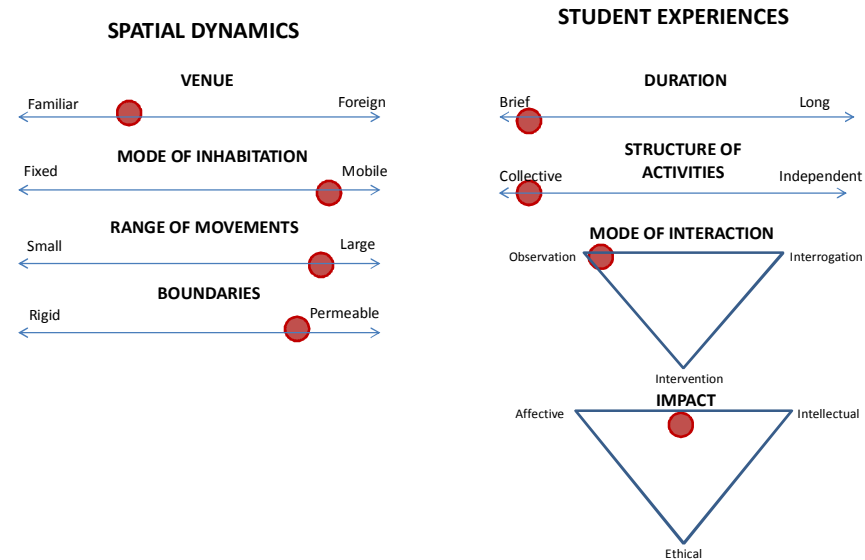 SPATIAL DYNAMICS
VENUE
Familiar Foreign
MODE OF INHABITATION
Fixed Mobile
RANGE OF MOVEMENTS
Small Large
BOUNDARIES
Rigid Permeable
STUDENT EXPERIENCES
DURATION
Brief Long
STRUCTURE OF
ACTIVITIES
Collective Independent
MODE OF INTERACTION
Observation Interrogation
Intervention
IMPACT
Affective Intellectual
Ethical